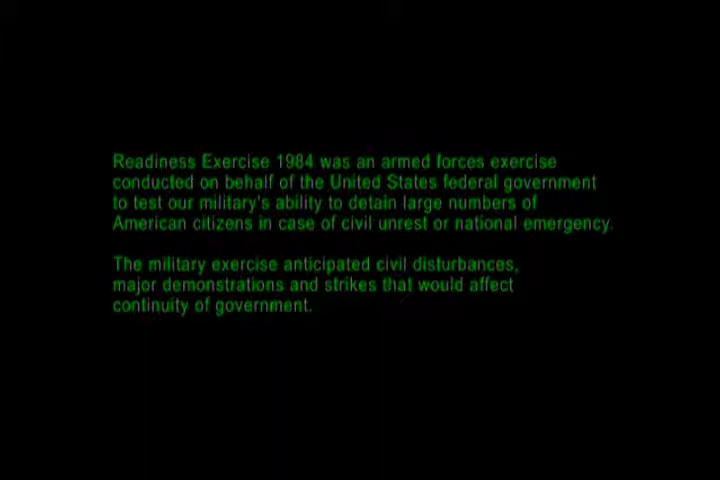 Readiness Exercise 1984 was an armed forces exercise
conducted on behalf of the United States federal government
to test our military's ability to detain large numbers of
American citizens in case of civil unrest or national emergency.
The military exercise anticipated civil disturbances,
major demonstrations and strikes that would affect
continuity of government.